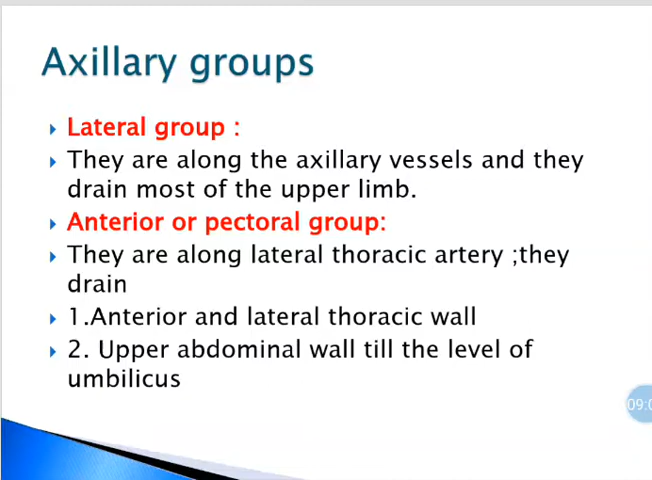 Axillary groups
Lateral group :
They are along the axillary vessels and they
drain most of the upper limb.
Anterior or pectoral group:
They are along lateral thoracic artery ;they
drain
1.Anterior and lateral thoracic wall
2. Upper abdominal wall till the level of
umbilicus